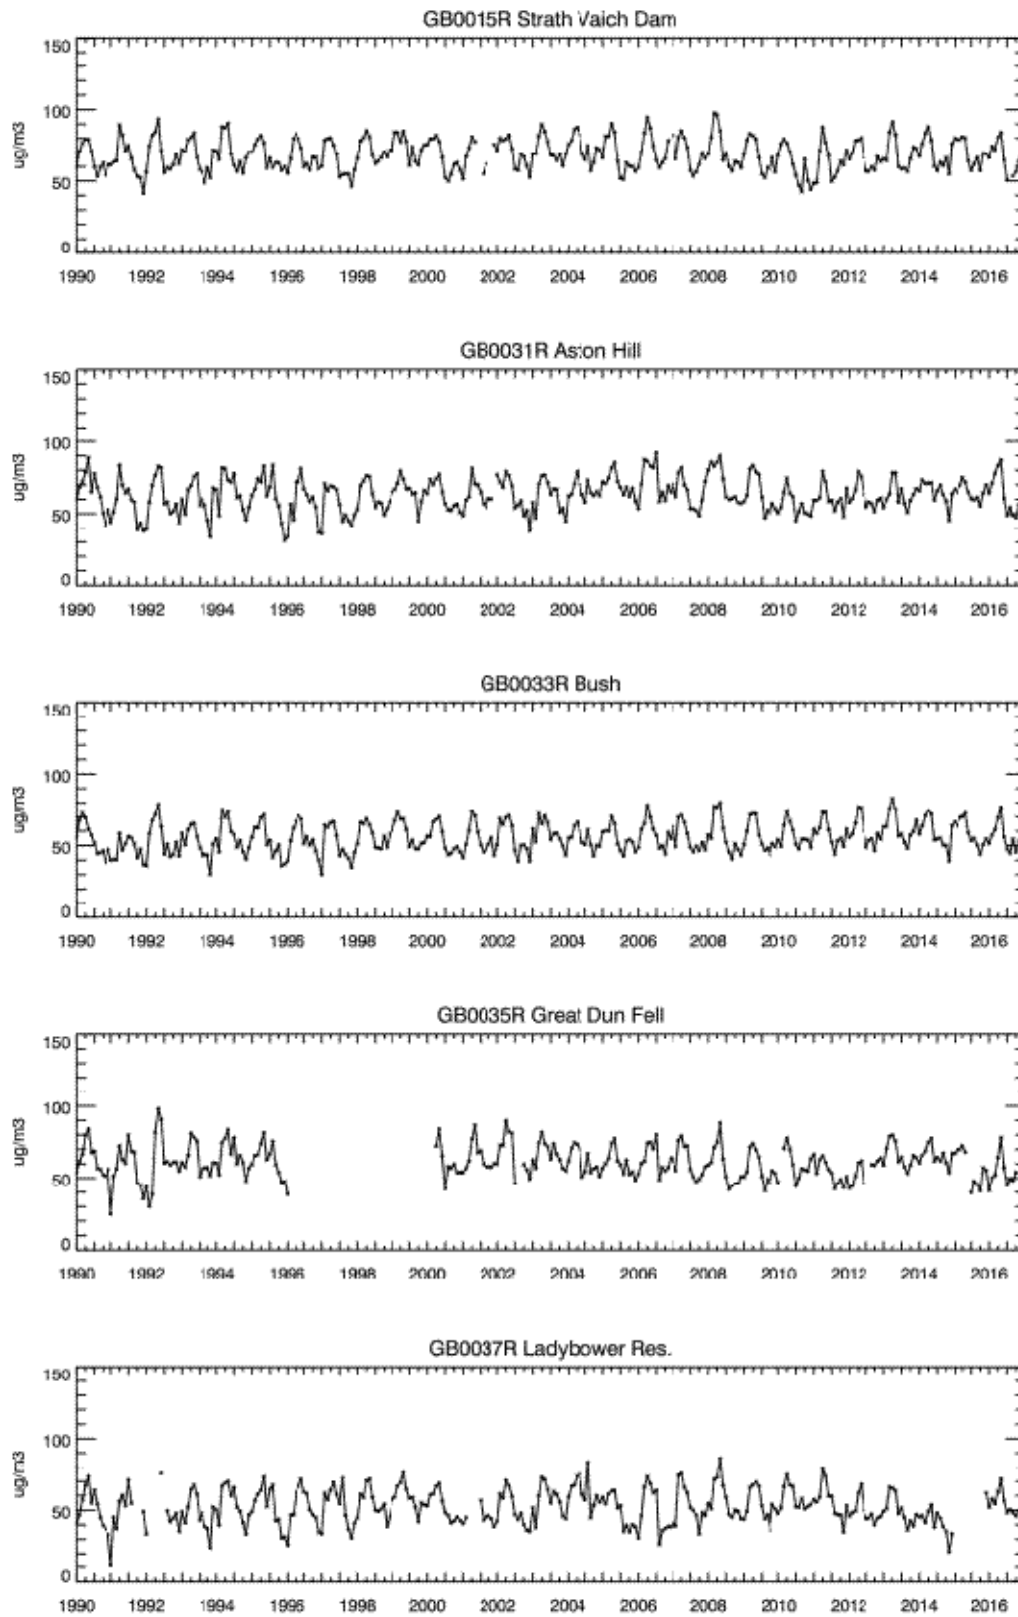 GB0015R Strath Vaich Dam
150
100
50
0
ug/m3
1990 1992 1994 1996 1998 2000 2002 2004 2006 2008 2010 2012 2014 2016
GB0031R Aston Hill
150
100
50
0
ug/m3
1990 1992 1994 1996 1998 2000 2002 2004 2006 2008 2010 2012 2014 2016
GB0033R Bush
150
100
50
0
ug/m3
1990 1992 1994 1996 1998 2000 2002 2004 2006 2008 2010 2012 2014 2016
GB0035R Great Dun Fell
150
100
50
0
ug/m3
1990 1992 1994 1996 1998 2000 2002 2004 2006 2008 2010 2012 2014 2016
GB0037R Ladybower Res.
150
100
50
0
ug/m3
1990 1992 1994 1996 1998 2000 2002 2004 2006 2008 2010 2012 2014 2016